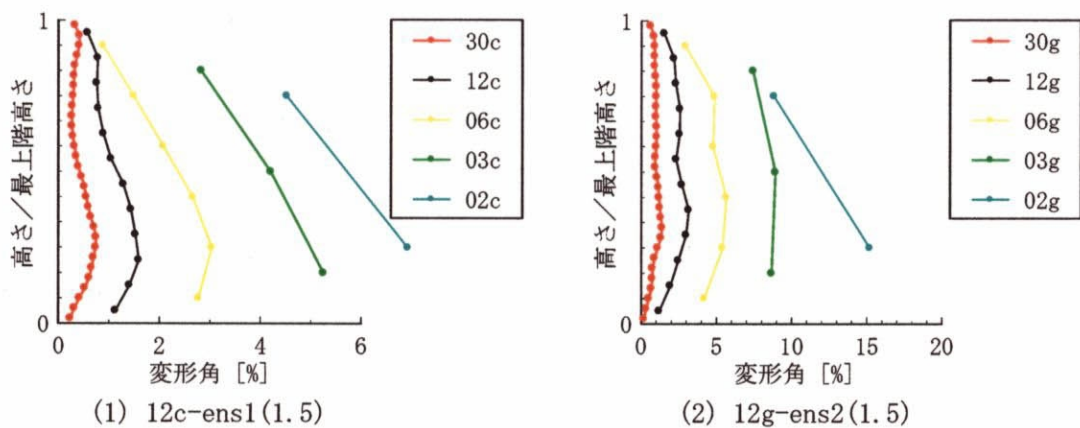 高さ／最上階高さ
1
0
0 2 4 6
変形角 [%]
30c
12c
06c
03c
02c
(1) 12c-ens1(1.5)
高さ／最上階高さ
1
0
0 5 10 15 20
変形角 [%]
30g
12g
06g
03g
02g
(2) 12g-ens2(1.5)